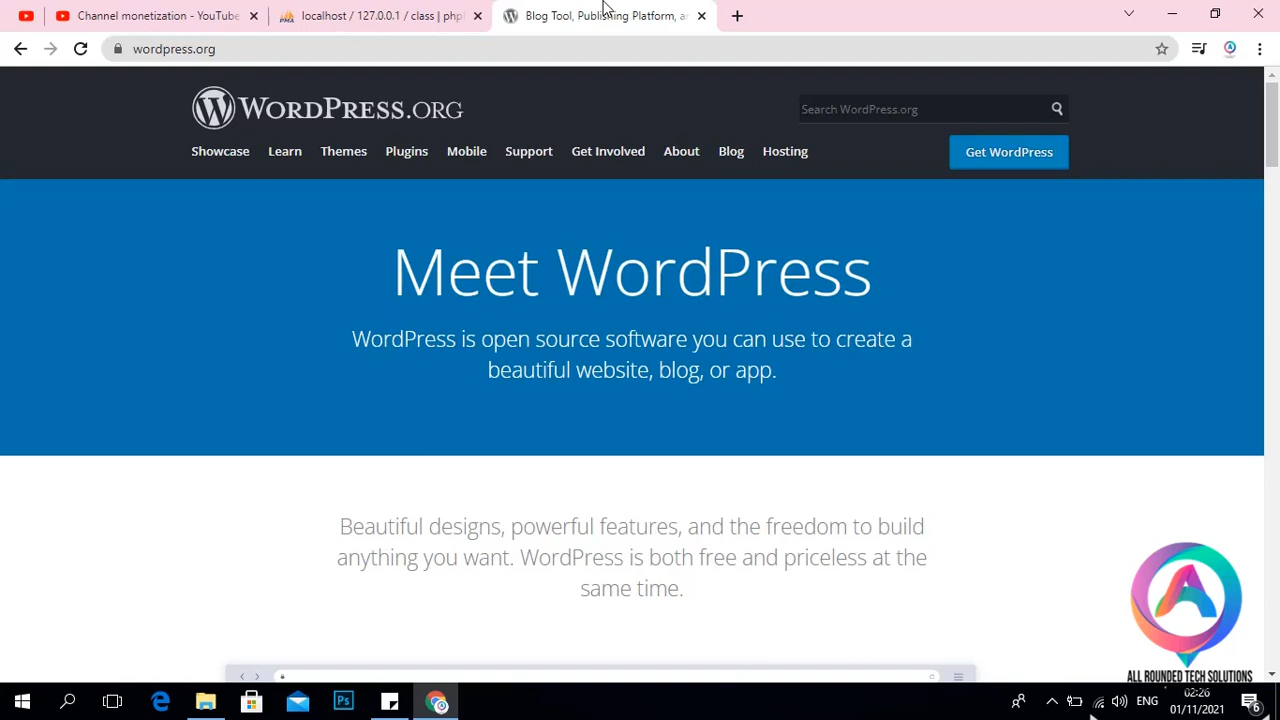 Channel monetization - YouTube
localhost / 127.0.0.1 / class | php
Blog Tool, Publishing Platform, a
wordpress.org
WORDPRESS.ORG
Search WordPress.org
Showcase Learn Themes Plugins Mobile Support Get Involved About Blog Hosting
Get WordPress
Meet WordPress
WordPress is open source software you can use to create a
beautiful website, blog, or app.
Beautiful designs, powerful features, and the freedom to build
anything you want. WordPress is both free and priceless at the
same time.
ALL ROUNDED TECH SOLUTIONS
Ps
ENG
02:26
01/11/2021
6